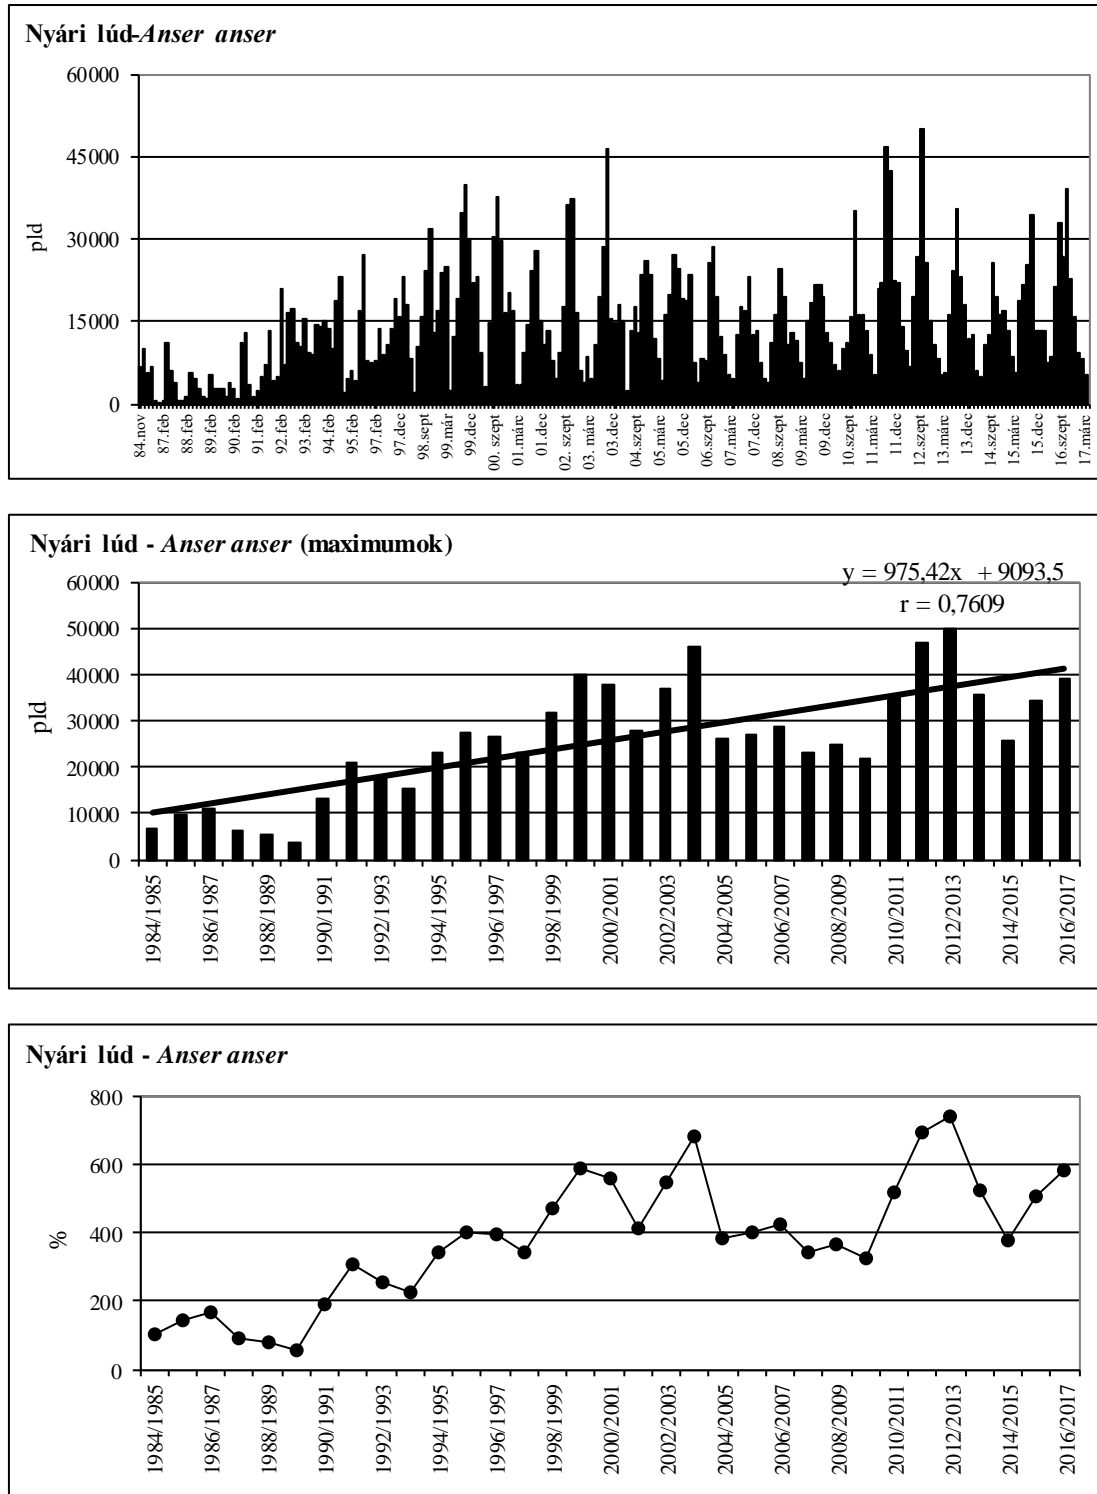 Nyári lúd-Anser anser
60000
45000
30000
15000
0
pld
84.nov
87.feb
88.feb
89.feb
90.feb
91.feb
92.feb
93.feb
94.feb
95.feb
97.feb
97.dec
98.sept
99.már
99.dec
00. szept
01.márc
01.dec
02. szept
03. márc
03.dec
04.szept
05.márc
05.dec
06.szept
07.márc
07.dec
08.szept
09.márc
09.dec
10.szept
11.márc
11.dec
12.szept
13.márc
13.dec
14.szept
15.márc
15.dec
16.szept
17.márc
Nyári lúd - Anser anser (maximumok)
y = 975,42x + 9093,5
r = 0,7609
60000
50000
40000
30000
20000
10000
0
pld
1984/1985
1986/1987
1988/1989
1990/1991
1992/1993
1994/1995
1996/1997
1998/1999
2000/2001
2002/2003
2004/2005
2006/2007
2008/2009
2010/2011
2012/2013
2014/2015
2016/2017
Nyári lúd - Anser anser
800
600
400
200
0
%
1984/1985
1986/1987
1988/1989
1990/1991
1992/1993
1994/1995
1996/1997
1998/1999
2000/2001
2002/2003
2004/2005
2006/2007
2008/2009
2010/2011
2012/2013
2014/2015
2016/2017